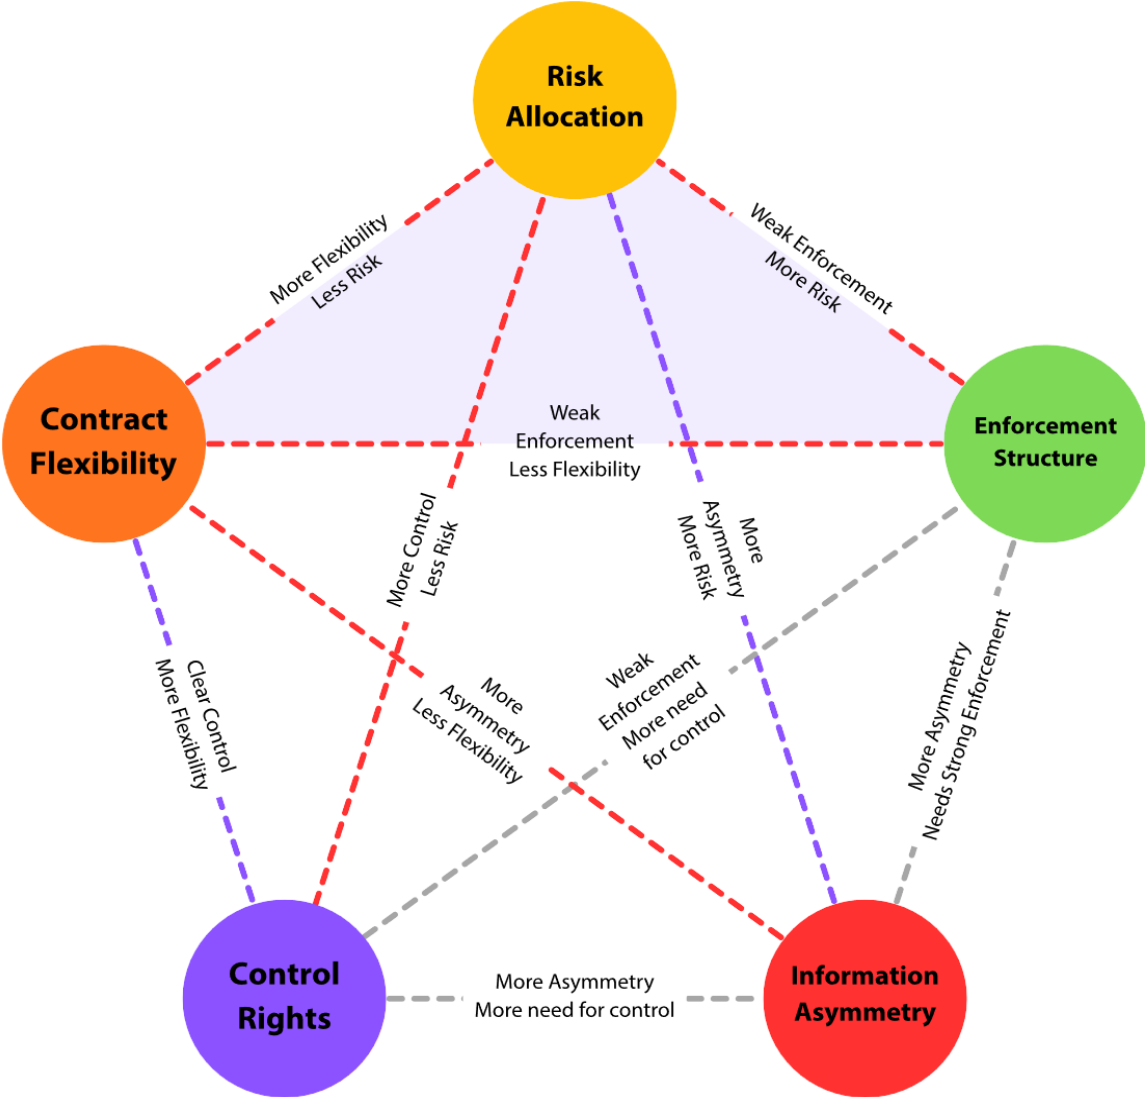 Risk
Allocation
More Flexibility
Less Risk
Weak Enforcement
More Risk
Contract
Flexibility
Weak
Enforcement
Less Flexibility
Enforcement
Structure
More Control
Less Risk
More
Asymmetry
More Risk
Clear Control
More Flexibility
More
Asymmetry
Less Flexibility
Weak
Enforcement
More need
for control
More Asymmetry
Needs Strong Enforcement
Control
Rights
More Asymmetry
More need for control
Information
Asymmetry